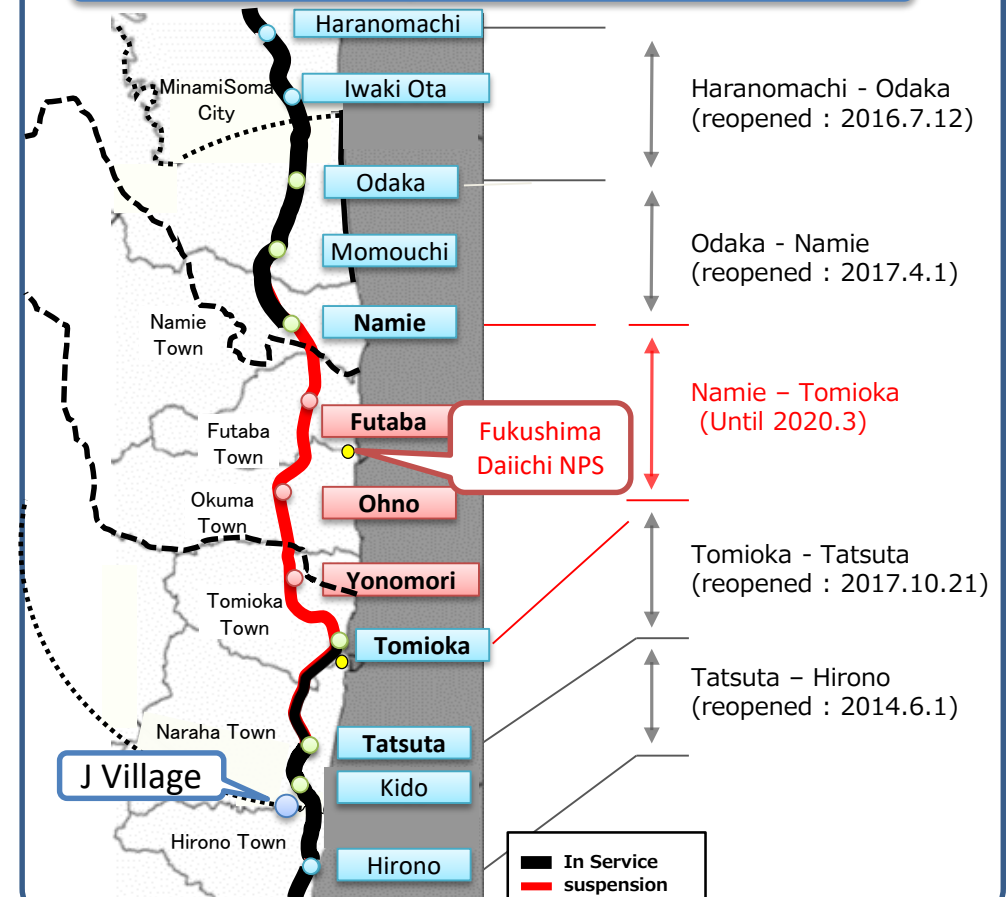 Haranomachi
MinamiSoma
City
Iwaki Ota
Haranomachi - Odaka
(reopened : 2016.7.12)
Odaka
Momouchi
Odaka - Namie
(reopened : 2017.4.1)
Namie
Town
Namie
Namie – Tomioka
(Until 2020.3)
Futaba
Town
Futaba
Fukushima
Daiichi NPS
Okuma
Town
Ohno
Yonomori
Tomioka
Town
Tomioka
Tomioka - Tatsuta
(reopened : 2017.10.21)
Tatsuta – Hirono
(reopened : 2014.6.1)
Naraha Town
Tatsuta
J Village
Kido
Hirono Town
Hirono
In Service
suspension